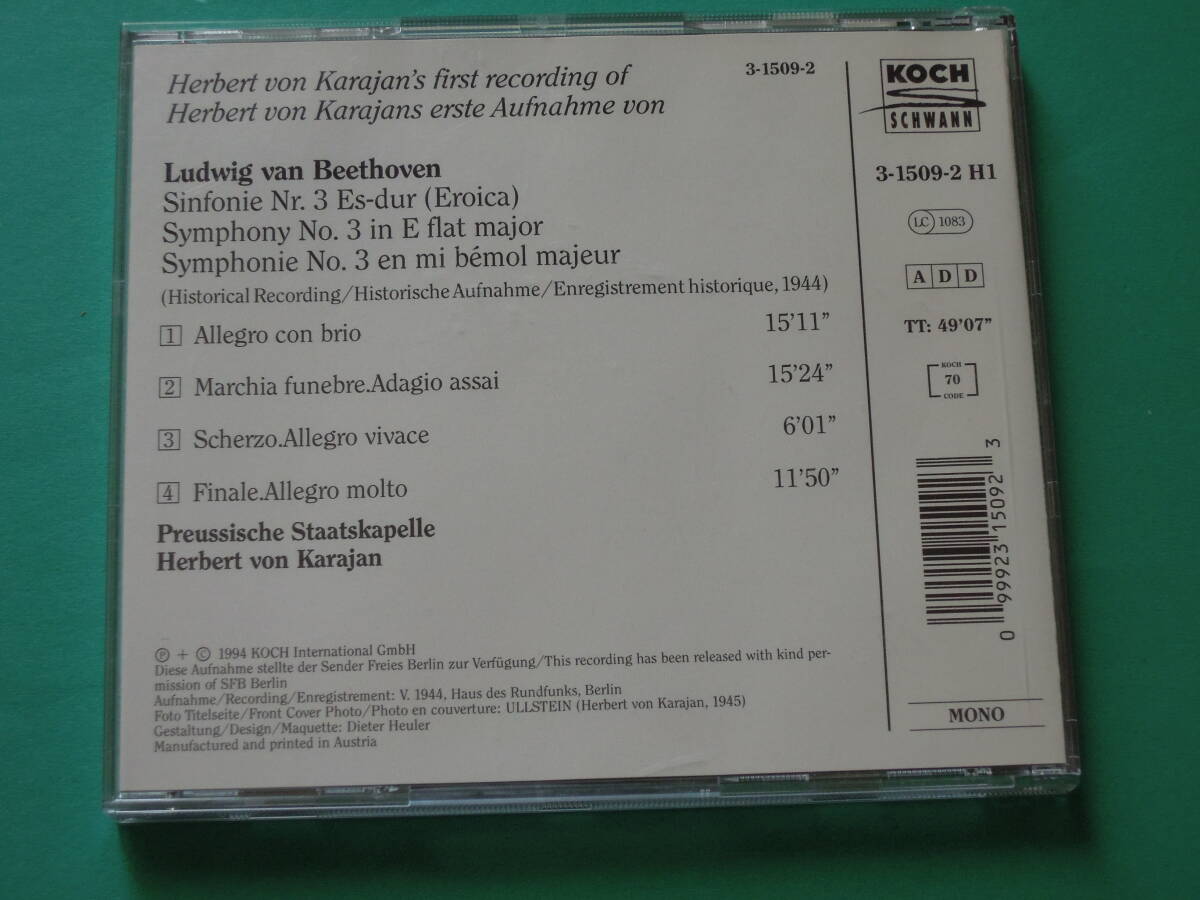 Herbert von Karajan's first recording of
Herbert von Karajans erste Aufnahme von
3-1509-2
Ludwig van Beethoven
Sinfonie Nr. 3 Es-dur (Eroica)
Symphony No. 3 in E flat major
Symphonie No. 3 en mi bémol majeur
(Historical Recording/Historische Aufnahme/Enregistrement historique, 1944)
1 Allegro con brio 15'11”
2 Marchia funebre.Adagio assai 15'24”
3 Scherzo.Allegro vivace 6'01”
4 Finale.Allegro molto 11'50”
Preussische Staatskapelle
Herbert von Karajan
℗ + © 1994 KOCH International GmbH
Diese Aufnahme stellte der Sender Freies Berlin zur Verfügung/This recording has been released with kind per-
mission of SFB Berlin
Aufnahme/Recording/Enregistrement: V. 1944, Haus des Rundfunks, Berlin
Foto Titelseite/Front Cover Photo/Photo en couverture: ULLSTEIN (Herbert von Karajan, 1945)
Gestaltung/Design/Maquette: Dieter Heuler
Manufactured and printed in Austria
KOCH
SCHWANN
3-1509-2 H1
LC 1083
A D D
TT: 49'07”
KOCH
70
CODE
0 99923 15092 3
MONO